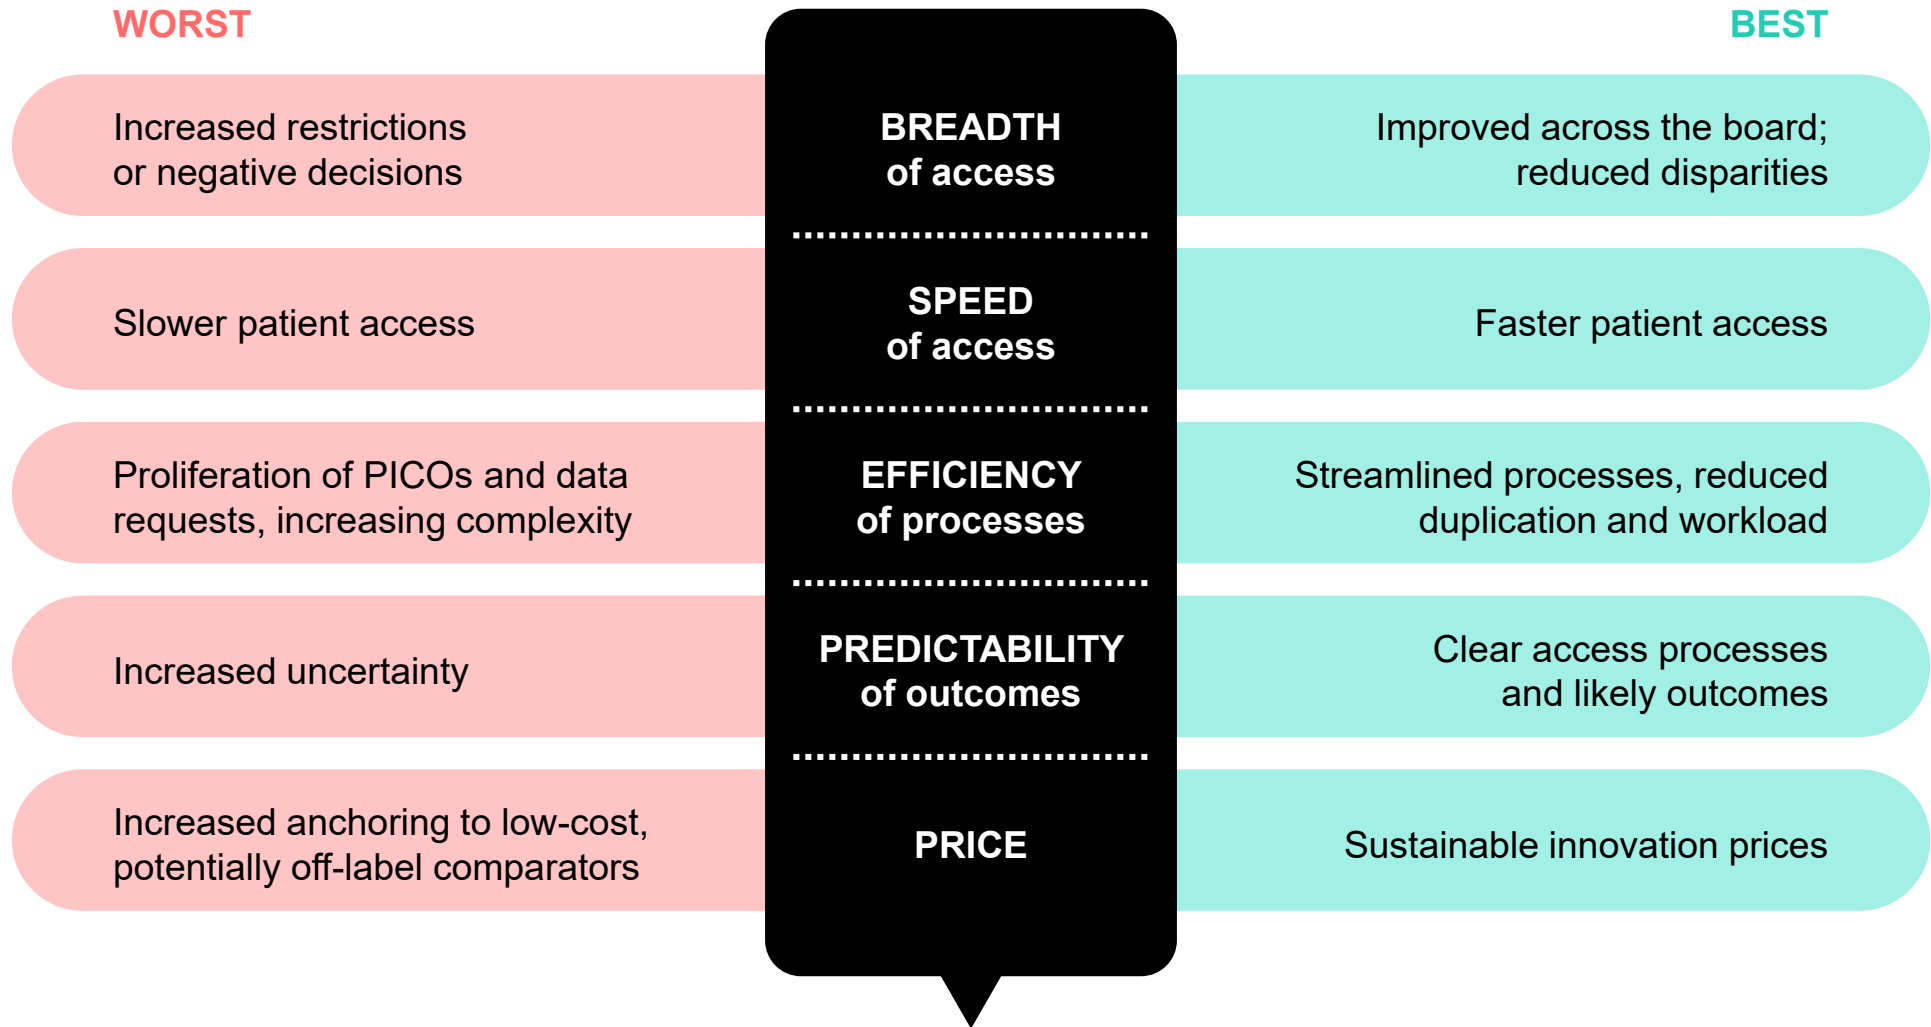 WORST
BEST
Increased restrictions
or negative decisions
BREADTH
of access
Improved across the board;
reduced disparities
Slower patient access
SPEED
of access
Faster patient access
Proliferation of PICOs and data
requests, increasing complexity
EFFICIENCY
of processes
Streamlined processes, reduced
duplication and workload
Increased uncertainty
PREDICTABILITY
of outcomes
Clear access processes
and likely outcomes
Increased anchoring to low-cost,
potentially off-label comparators
PRICE
Sustainable innovation prices